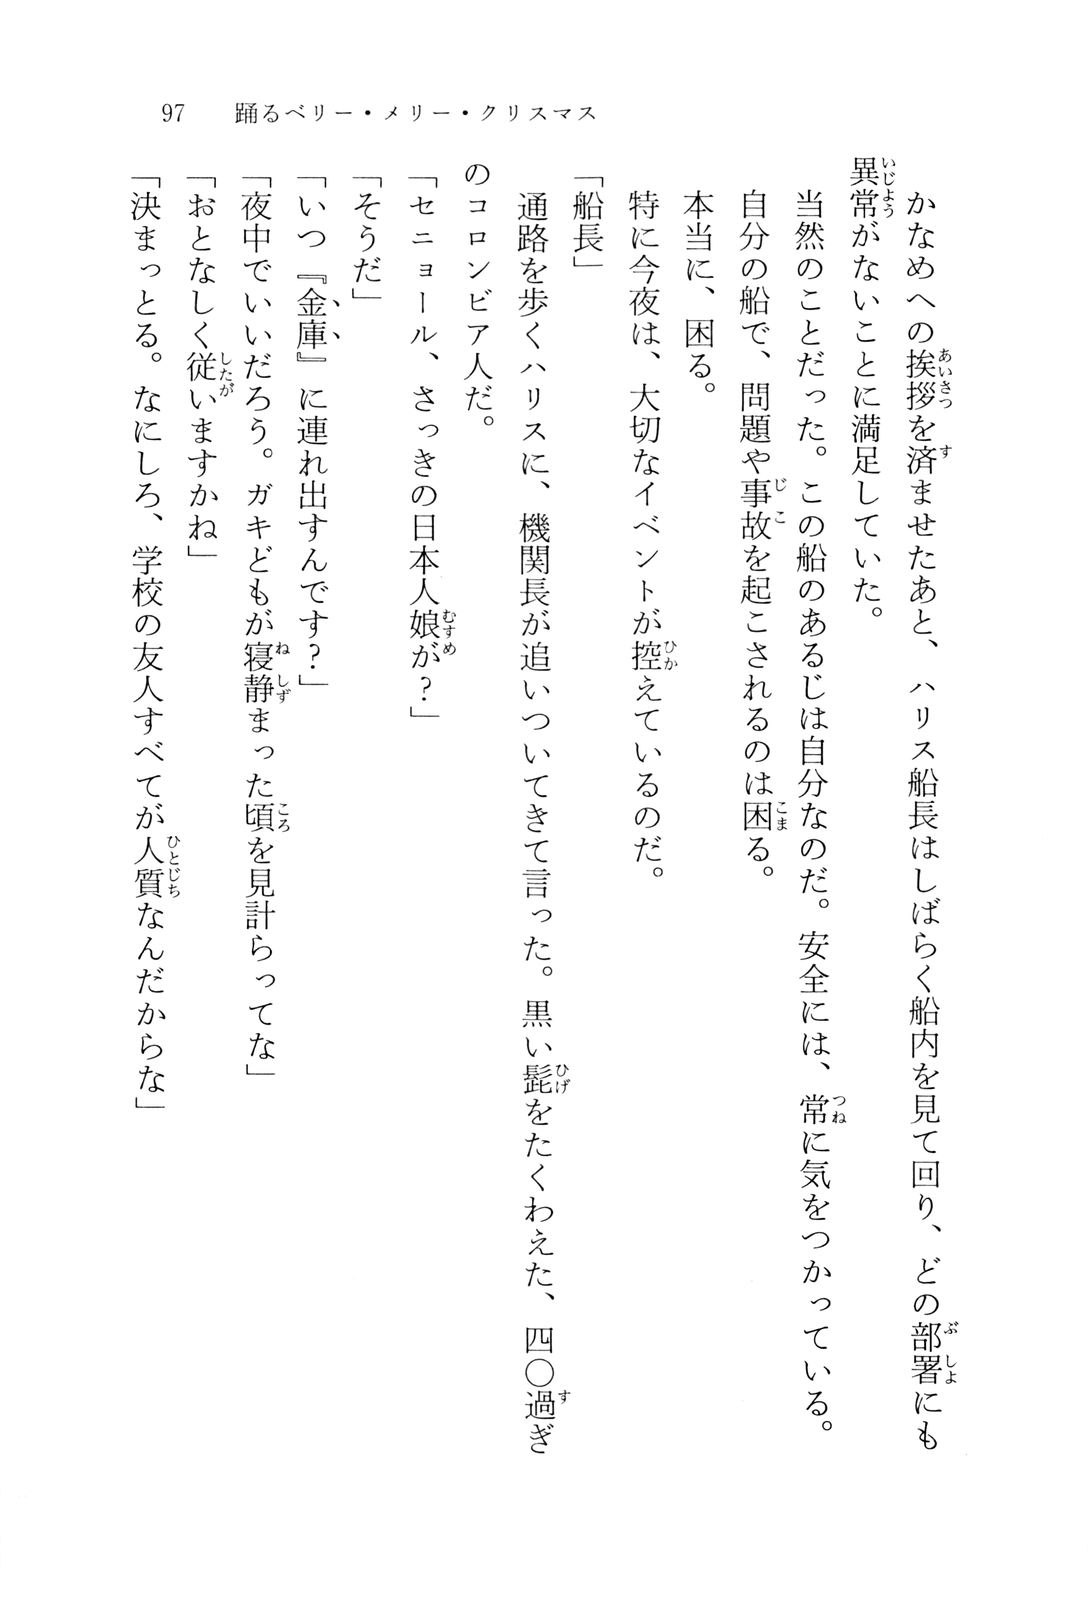 97　踊るベリー・メリー・クリスマス
　かなめへの挨拶を済ませたあと、ハリス船長はしばらく船内を見て回り、どの部署にも
異常がないことに満足していた。
　当然のことだった。この船のあるじは自分なのだ。安全には、常に気をつかっている。
　自分の船で、問題や事故を起こされるのは困る。
　本当に、困る。
　特に今夜は、大切なイベントが控えているのだ。
「船長」
　通路を歩くハリスに、機関長が追いついてきて言った。黒い髭をたくわえた、四〇過ぎ
のコロンビア人だ。
「セニョール、さっきの日本人娘が？」
「そうだ」
「いつ『金庫』に連れ出すんです？」
「夜中でいいだろう。ガキどもが寝静まった頃を見計らってな」
「おとなしく従いますかね」
「決まっとる。なにしろ、学校の友人すべてが人質なんだからな」